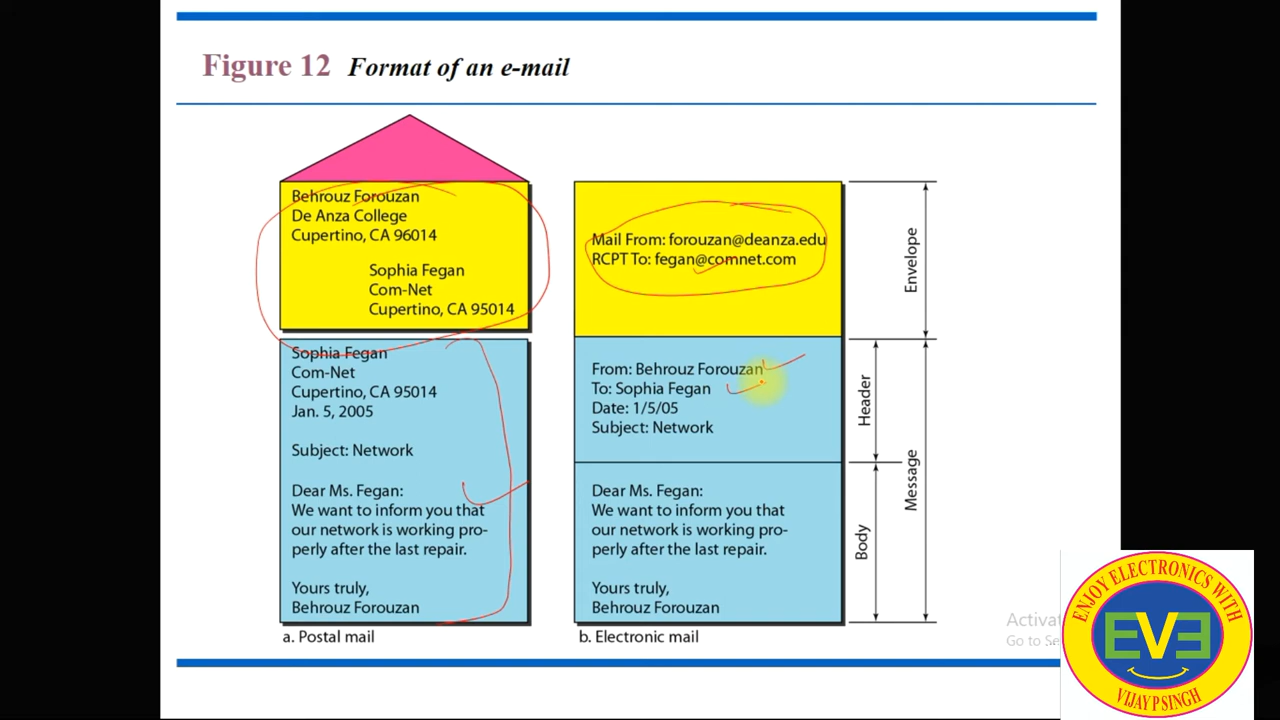 Figure 12 Format of an e-mail
Behrouz Forouzan
De Anza College
Cupertino, CA 96014
Sophia Fegan
Com-Net
Cupertino, CA 95014
Sophia Fegan
Com-Net
Cupertino, CA 95014
Jan. 5, 2005
Subject: Network
Dear Ms. Fegan:
We want to inform you that
our network is working pro-
perly after the last repair.
Yours truly,
Behrouz Forouzan
a. Postal mail
Mail From: forouzan@deanza.edu
RCPT To: fegan@comnet.com
From: Behrouz Forouzan
To: Sophia Fegan
Date: 1/5/05
Subject: Network
Dear Ms. Fegan:
We want to inform you that
our network is working pro-
perly after the last repair.
Yours truly,
Behrouz Forouzan
b. Electronic mail
Envelope
Header
Body
Message
Go to
ENJOY ELECTRONICS WITH
EVE
VIJAY P SINGH